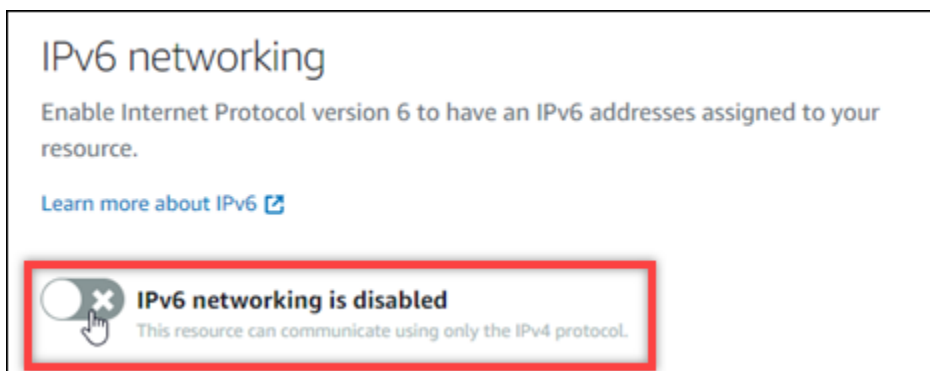 IPv6 networking
Enable Internet Protocol version 6 to have an IPv6 addresses assigned to your
resource.
Learn more about IPv6
IPv6 networking is disabled
This resource can communicate using only the IPv4 protocol.